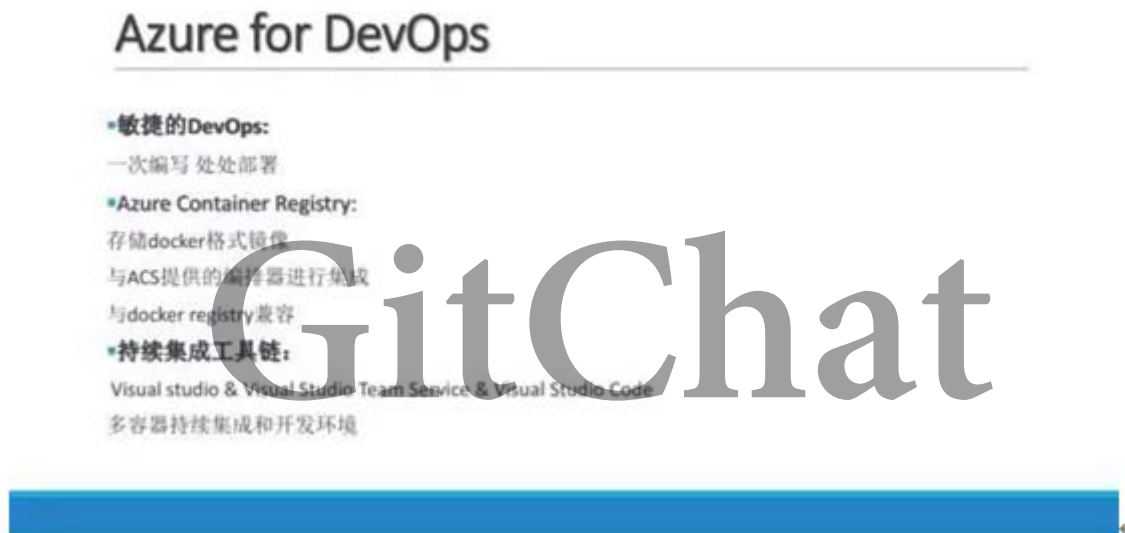 Azure for DevOps
▪敏捷的DevOps:
一次编写 处处部署
▪Azure Container Registry:
存储docker格式镜像
与ACS提供的编排器进行集成
与docker registry兼容
▪持续集成工具链：
Visual studio & Visual Studio Team Service & Visual Studio Code
多容器持续集成和开发环境
GitChat